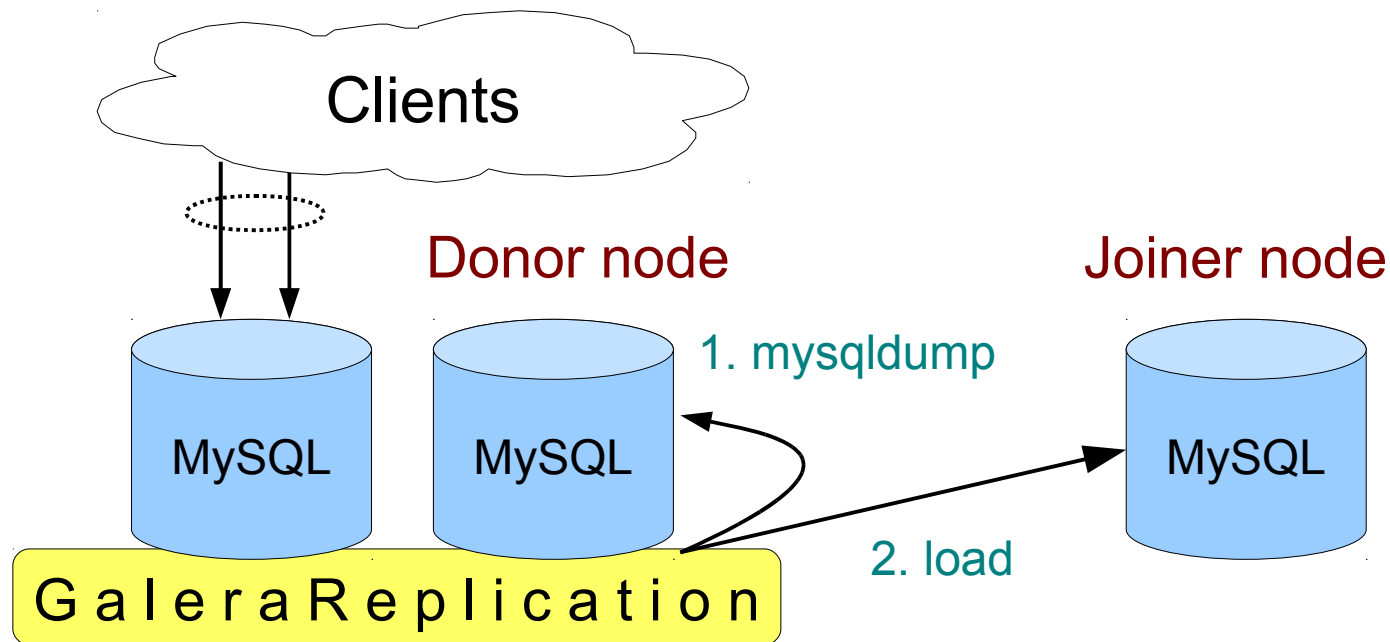 Clients
Donor node
Joiner node
1. mysqldump
MySQL
MySQL
MySQL
2. load
GaleraReplication